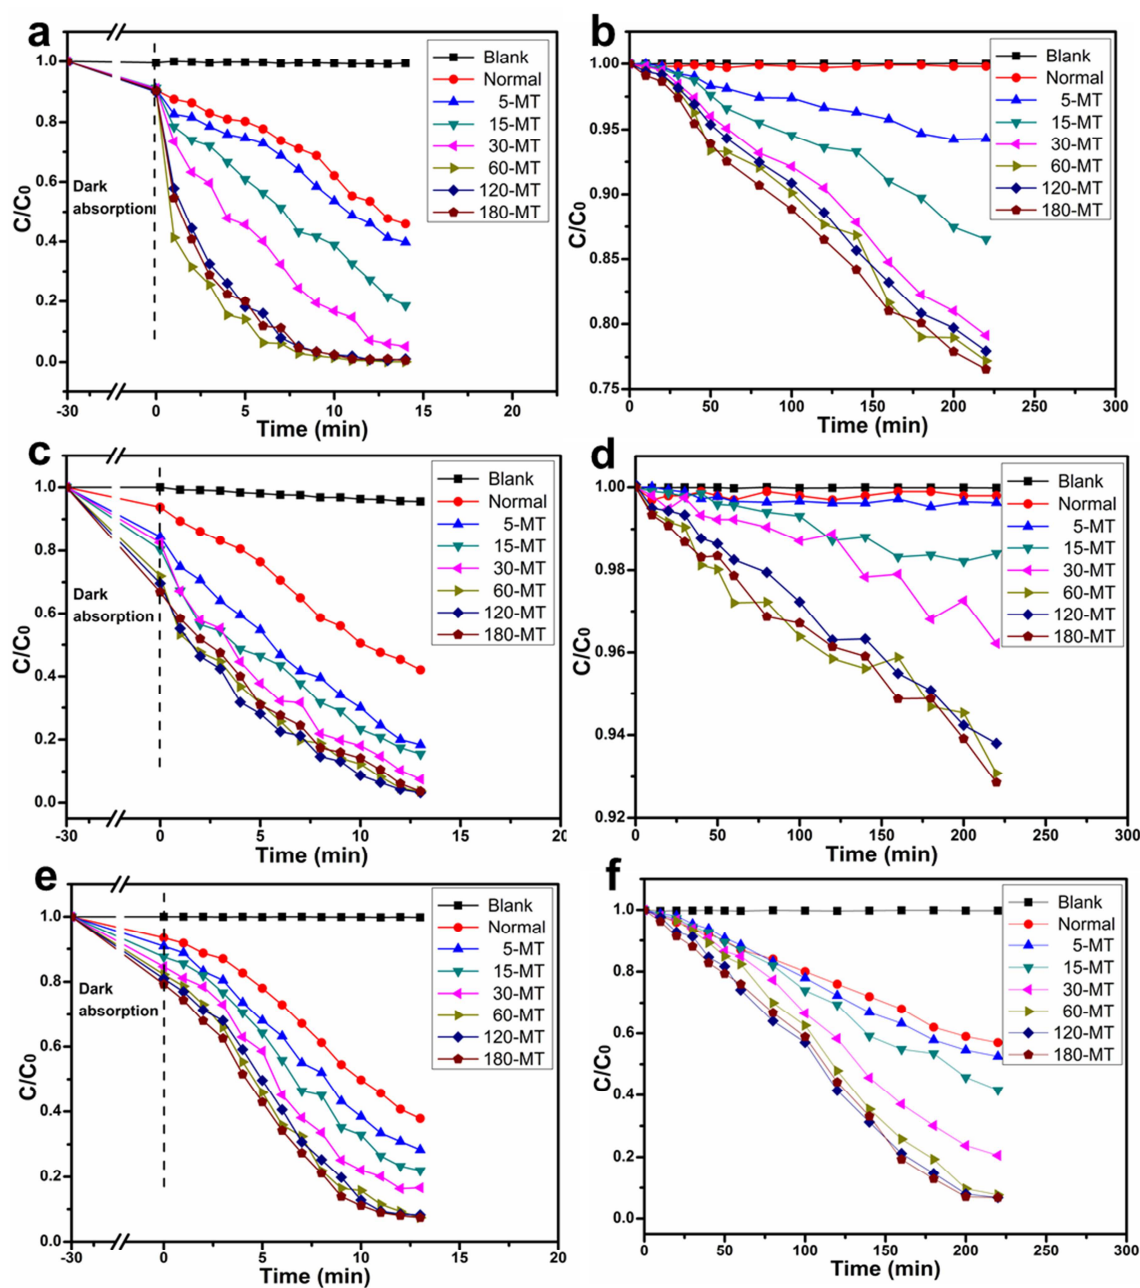 a
C/C0
1.0
0.8
0.6
0.4
0.2
0.0
Dark
absorption
Blank
Normal
5-MT
15-MT
30-MT
60-MT
120-MT
180-MT
-30 0 5 10 15 20
Time (min)
b
C/C0
1.00
0.95
0.90
0.85
0.80
0.75
Blank
Normal
5-MT
15-MT
30-MT
60-MT
120-MT
180-MT
0 50 100 150 200 250 300
Time (min)
c
C/C0
1.0
0.8
0.6
0.4
0.2
0.0
Dark
absorption
Blank
Normal
5-MT
15-MT
30-MT
60-MT
120-MT
180-MT
-30 0 5 10 15 20
Time (min)
d
C/C0
1.00
0.98
0.96
0.94
0.92
Blank
Normal
5-MT
15-MT
30-MT
60-MT
120-MT
180-MT
0 50 100 150 200 250 300
Time (min)
e
C/C0
1.0
0.8
0.6
0.4
0.2
0.0
Dark
absorption
Blank
Normal
5-MT
15-MT
30-MT
60-MT
120-MT
180-MT
-30 0 5 10 15 20
Time (min)
f
C/C0
1.0
0.8
0.6
0.4
0.2
0.0
Blank
Normal
5-MT
15-MT
30-MT
60-MT
120-MT
180-MT
0 50 100 150 200 250 300
Time (min)